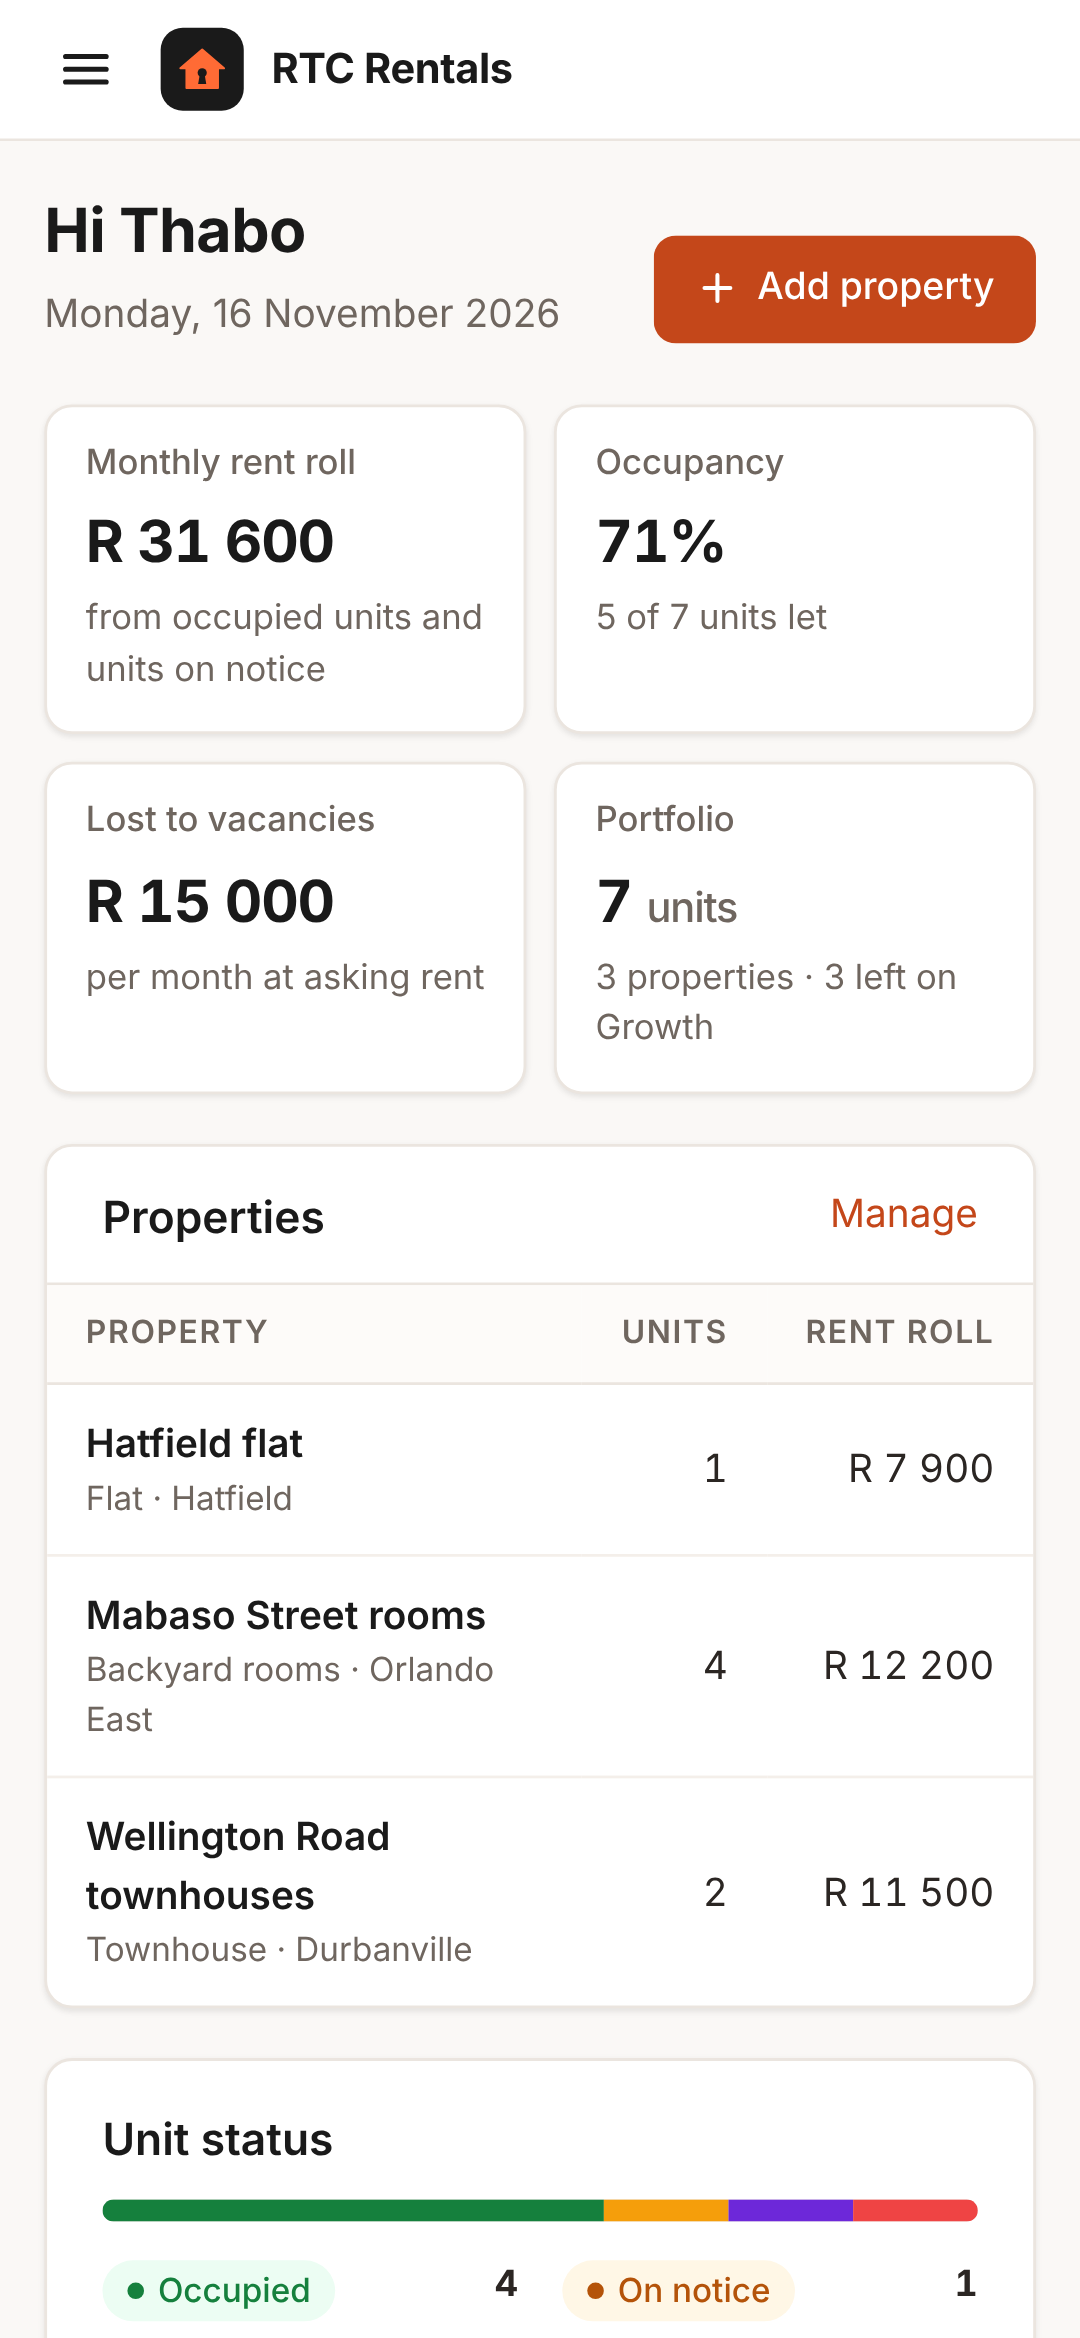 RTC Rentals
Hi Thabo
Monday, 16 November 2026
+ Add property
Monthly rent roll
R 31 600
from occupied units and
units on notice
Occupancy
71%
5 of 7 units let
Lost to vacancies
R 15 000
per month at asking rent
Portfolio
7 units
3 properties · 3 left on
Growth
Properties
Manage
PROPERTY UNITS RENT ROLL
Hatfield flat
Flat · Hatfield
1 R 7 900
Mabaso Street rooms
Backyard rooms · Orlando
East
4 R 12 200
Wellington Road
townhouses
Townhouse · Durbanville
2 R 11 500
Unit status
Occupied 4 On notice 1